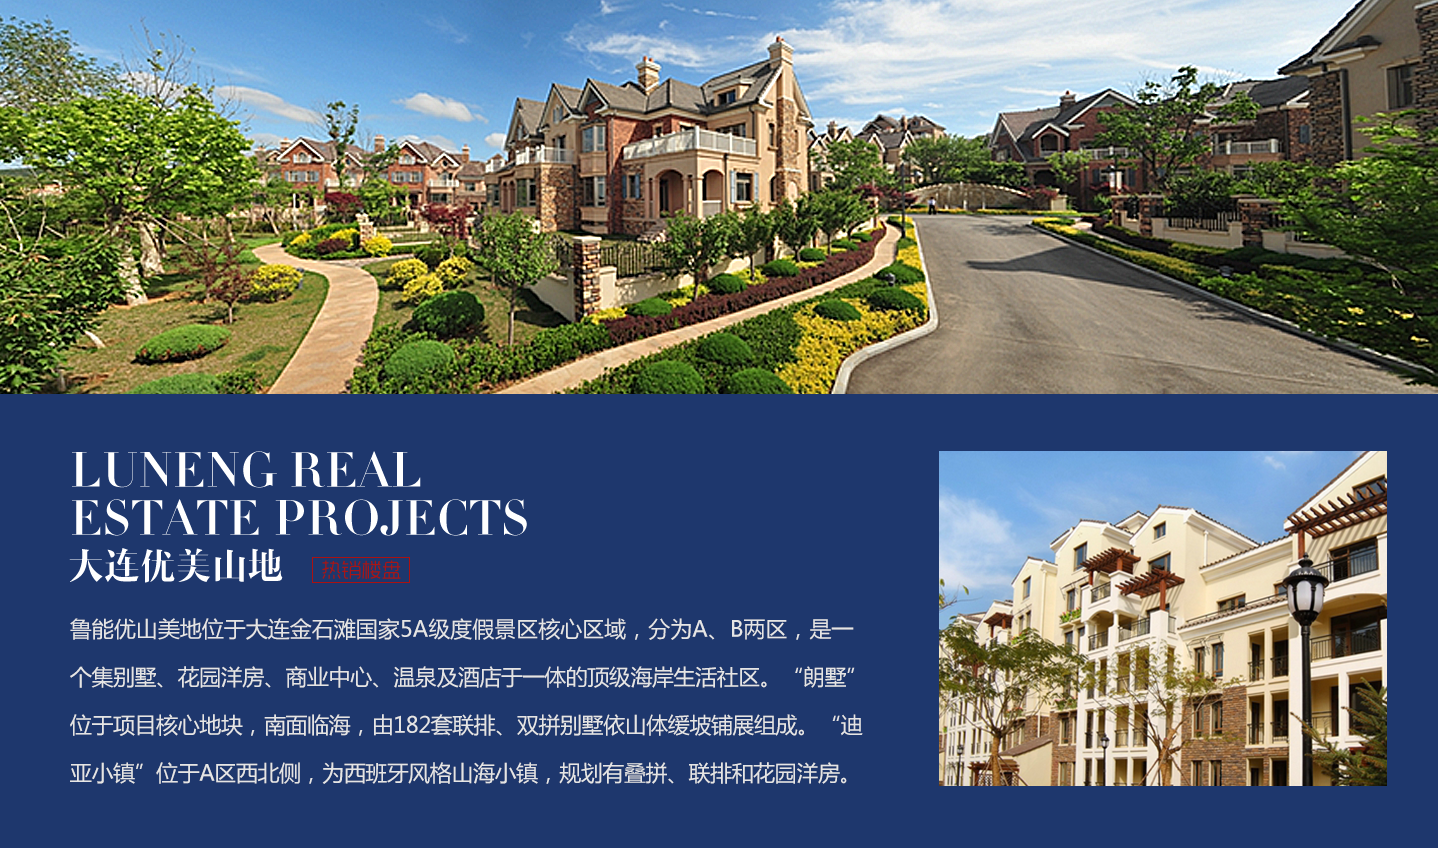 LUNENG REAL
ESTATE PROJECTS
大连优美山地
热销楼盘
鲁能优山美地位于大连金石滩国家5A级度假景区核心区域，分为A、B两区，是一
个集别墅、花园洋房、商业中心、温泉及酒店于一体的顶级海岸生活社区。“朗墅”
位于项目核心地块，南面临海，由182套联排、双拼别墅依山体缓坡铺展组成。“迪
亚小镇”位于A区西北侧，为西班牙风格山海小镇，规划有叠拼、联排和花园洋房。